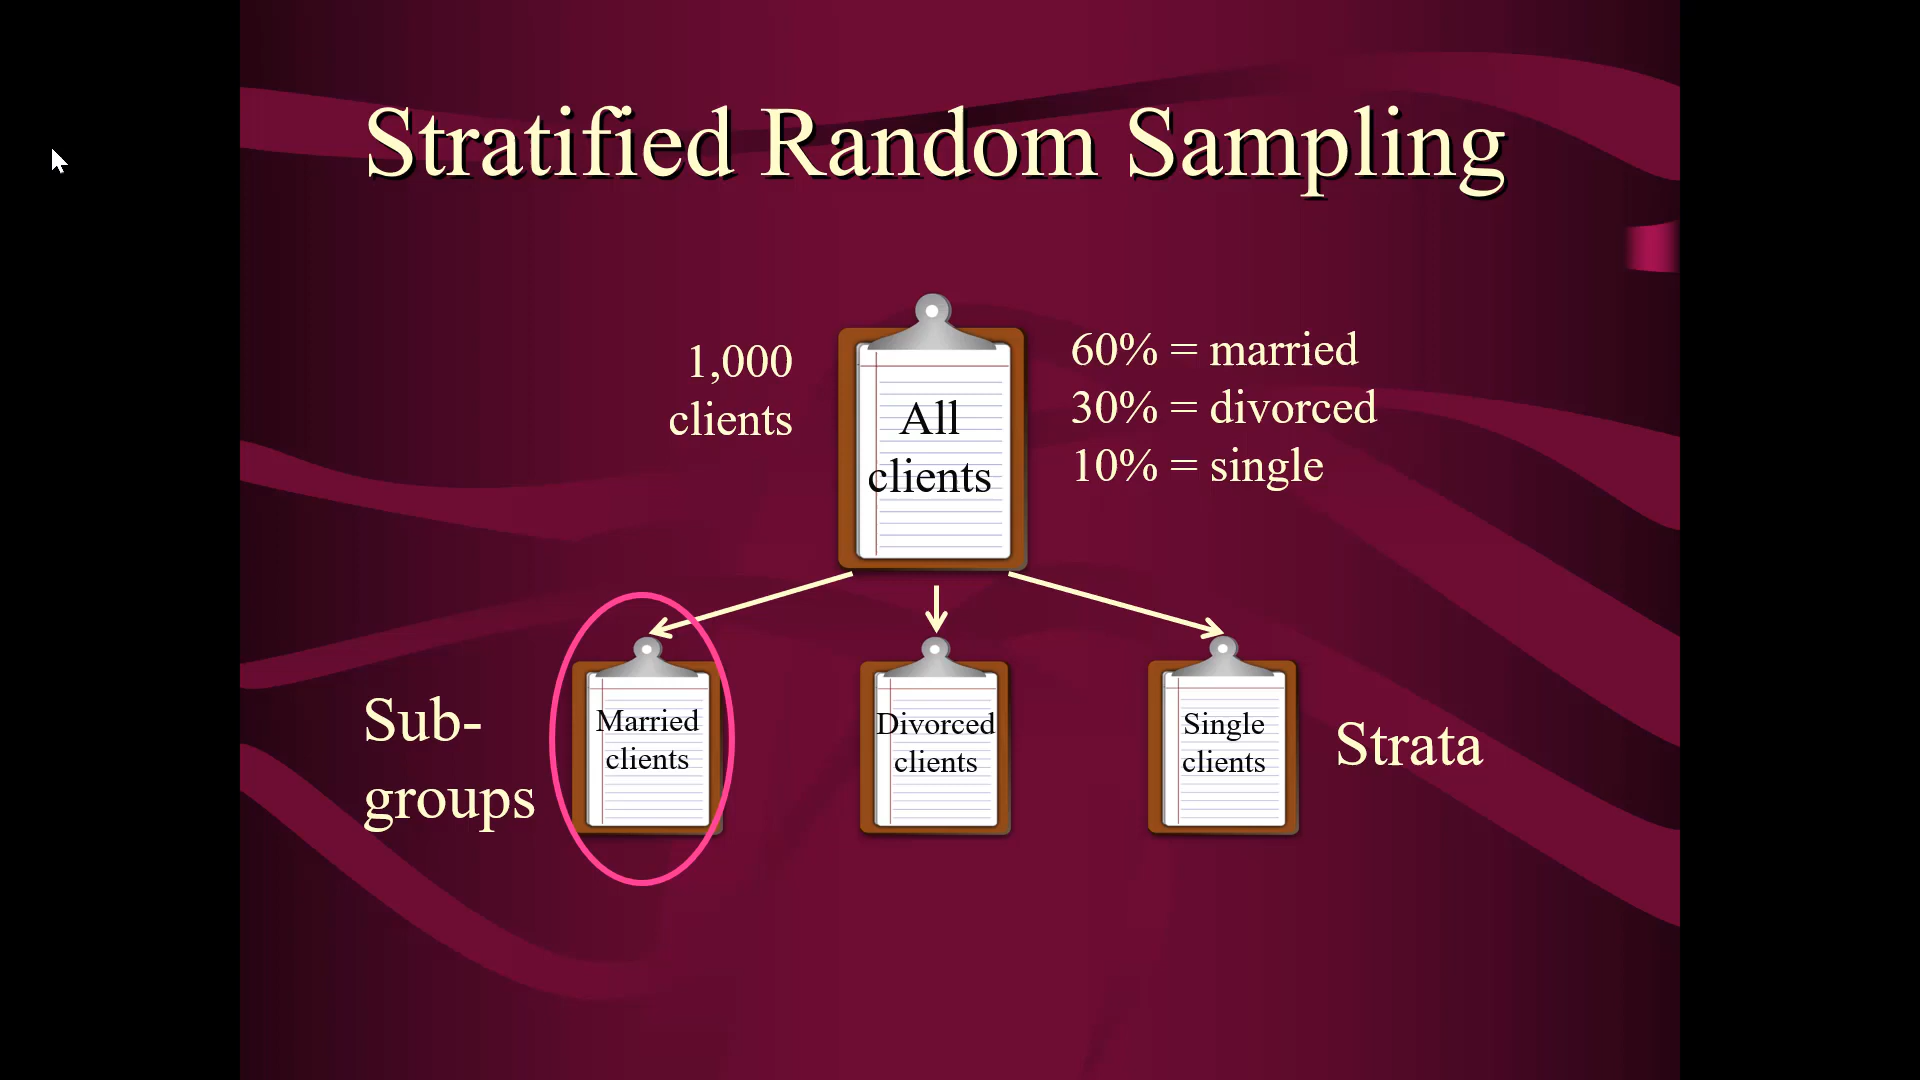 Stratified Random Sampling
1,000
clients
All
clients
60% = married
30% = divorced
10% = single
Sub-
groups
Married
clients
Divorced
clients
Single
clients
Strata